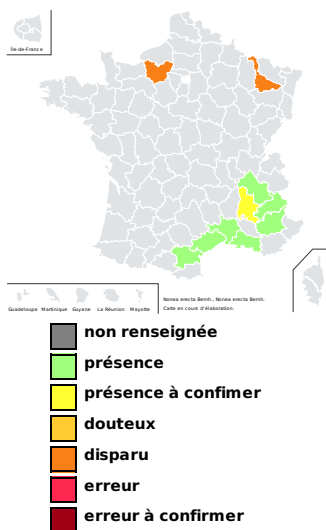 Île-de-France
Nonea erecta Bernh., Nonea erecta Bernh.
Carte en cours d'élaboration.
Guadeloupe Martinique Guyane La Réunion Mayotte
non renseignée
présence
présence à confimer
douteux
disparu
erreur
erreur à confirmer